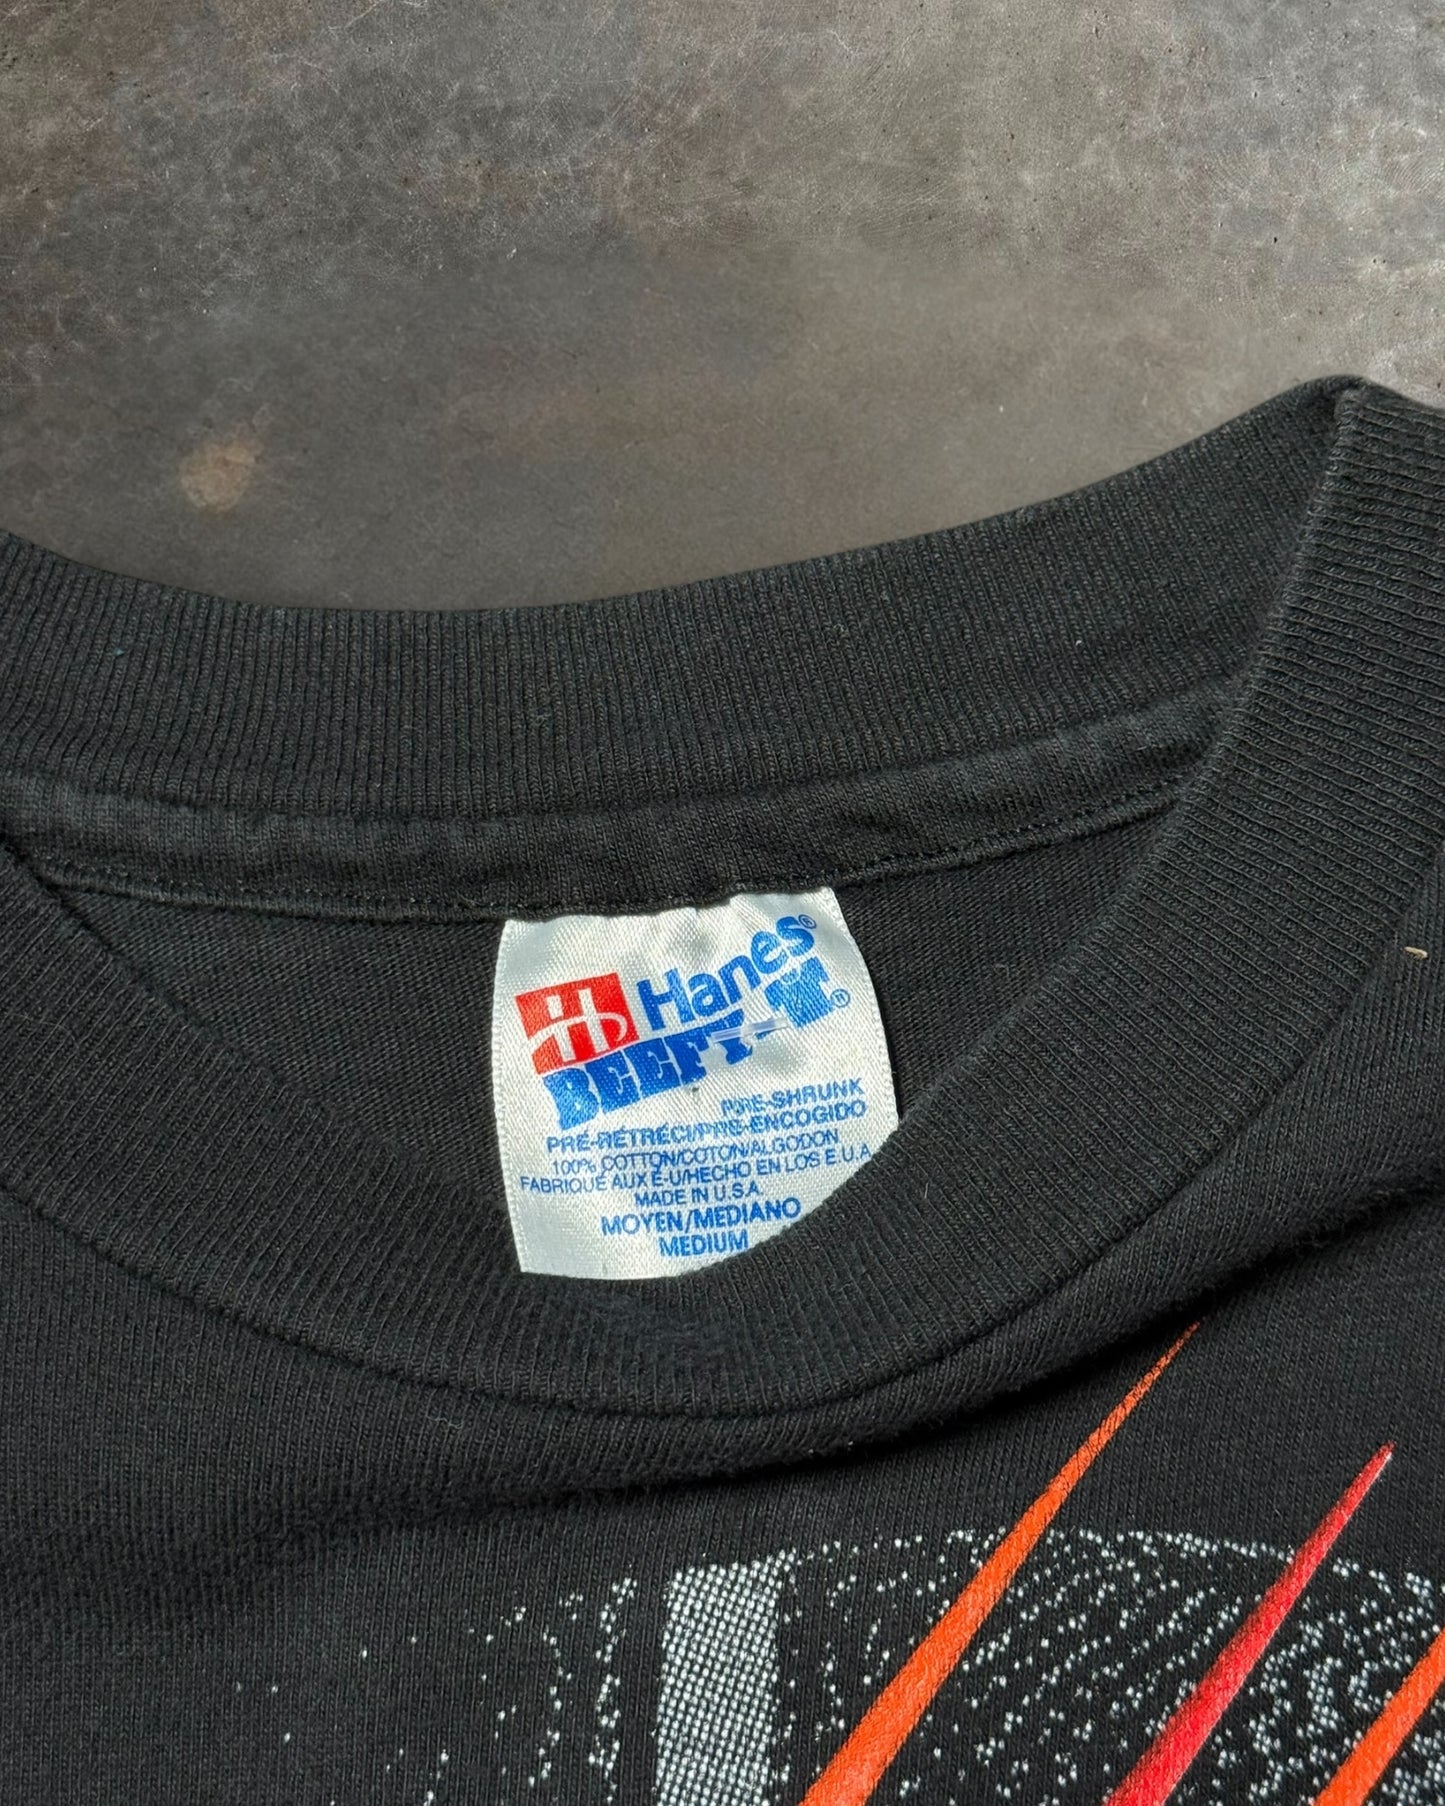 H Hanes®
BEEFY-T®
PRE-SHRUNK
PRÉ-RÉTRÉCI/PRE-ENCOGIDO
100% COTTON/COTON/ALGODON
FABRIQUÉ AUX É-U/HECHO EN LOS E.U.A.
MADE IN U.S.A.
MOYEN/MEDIANO
MEDIUM